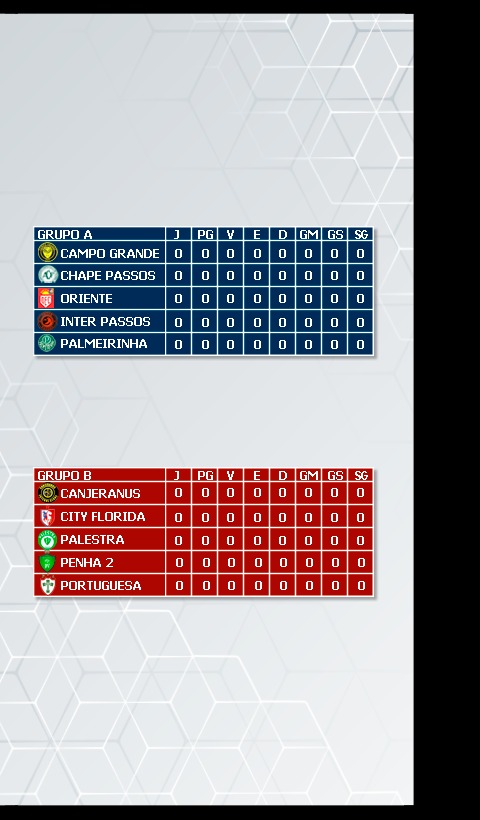 GRUPO A J PG V E D GM GS SG
CAMPO GRANDE 0 0 0 0 0 0 0 0
CHAPE PASSOS 0 0 0 0 0 0 0 0
ORIENTE 0 0 0 0 0 0 0 0
INTER PASSOS 0 0 0 0 0 0 0 0
PALMEIRINHA 0 0 0 0 0 0 0 0
GRUPO B J PG V E D GM GS SG
CANJERANUS 0 0 0 0 0 0 0 0
CITY FLORIDA 0 0 0 0 0 0 0 0
PALESTRA 0 0 0 0 0 0 0 0
PENHA 2 0 0 0 0 0 0 0 0
PORTUGUESA 0 0 0 0 0 0 0 0